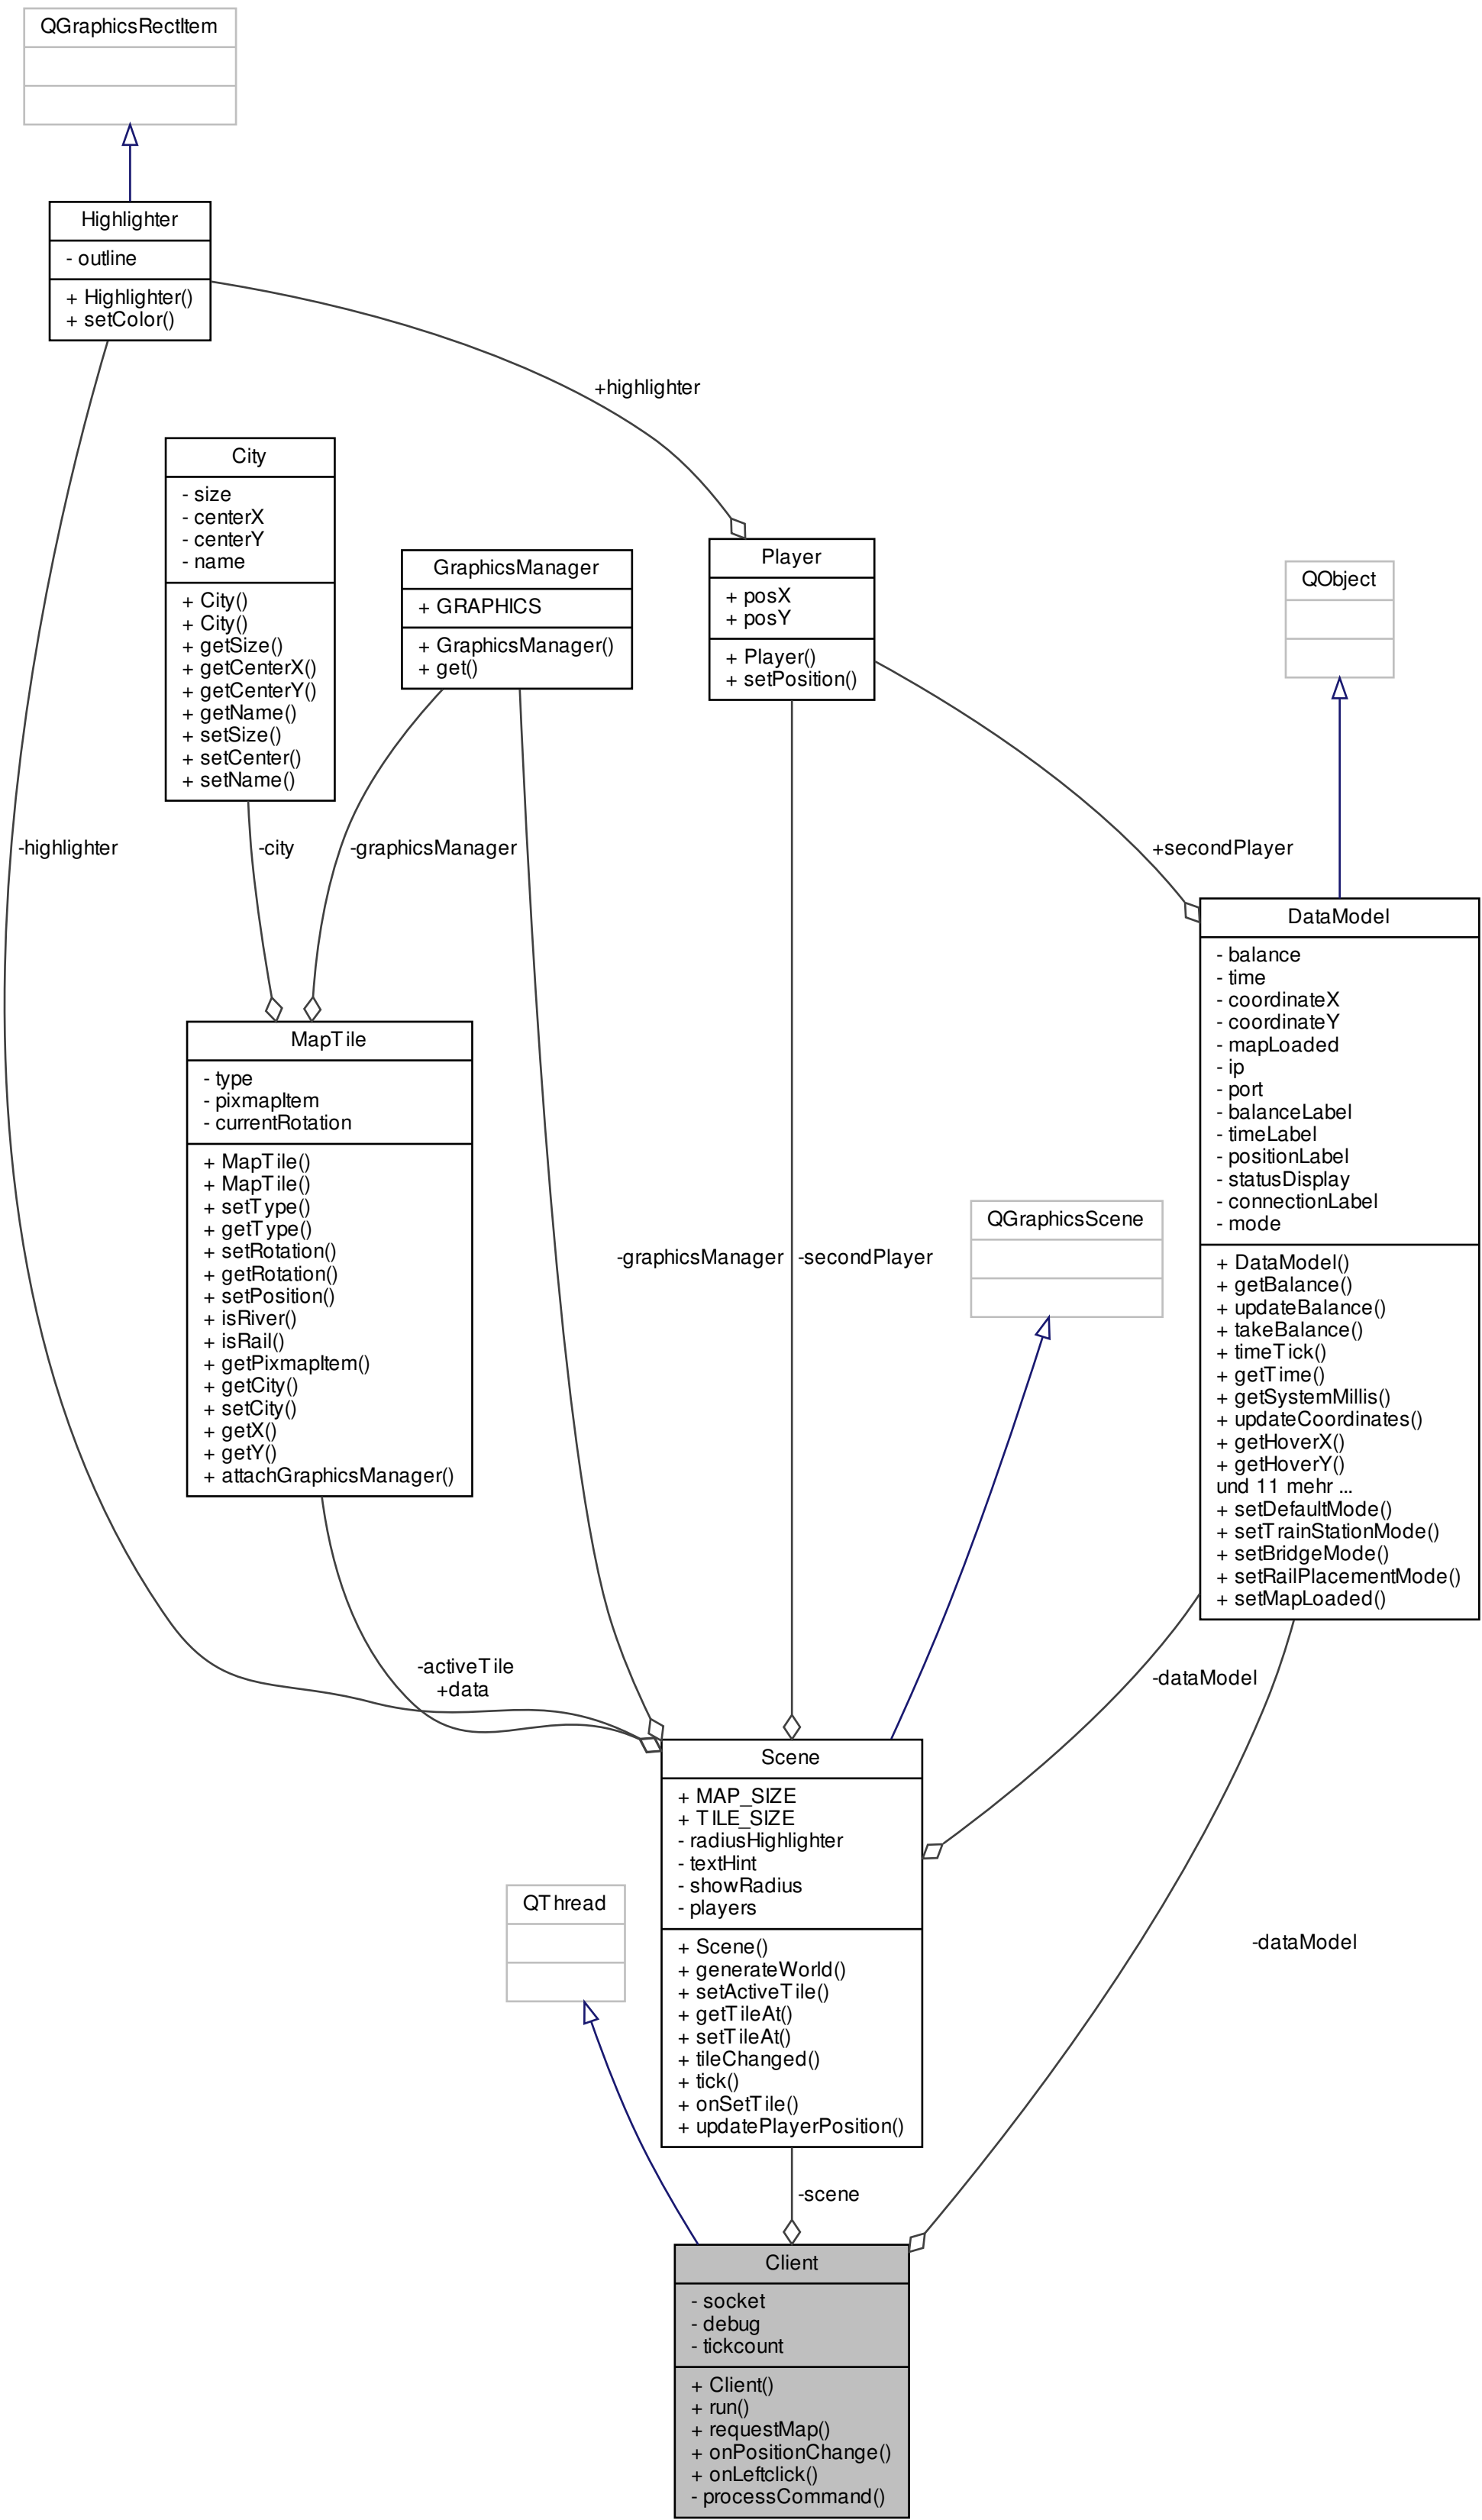 QGraphicsRectItem
Highlighter
- outline
+ Highlighter()
+ setColor()
+highlighter
City
- size
- centerX
- centerY
- name
+ City()
+ City()
+ getSize()
+ getCenterX()
+ getCenterY()
+ getName()
+ setSize()
+ setCenter()
+ setName()
GraphicsManager
+ GRAPHICS
+ GraphicsManager()
+ get()
Player
+ posX
+ posY
+ Player()
+ setPosition()
QObject
-highlighter
-city
-graphicsManager
+secondPlayer
DataModel
- balance
- time
- coordinateX
- coordinateY
- mapLoaded
- ip
- port
- balanceLabel
- timeLabel
- positionLabel
- statusDisplay
- connectionLabel
- mode
+ DataModel()
+ getBalance()
+ updateBalance()
+ takeBalance()
+ timeTick()
+ getTime()
+ getSystemMillis()
+ updateCoordinates()
+ getHoverX()
+ getHoverY()
und 11 mehr ...
+ setDefaultMode()
+ setTrainStationMode()
+ setBridgeMode()
+ setRailPlacementMode()
+ setMapLoaded()
MapTile
- type
- pixmapItem
- currentRotation
+ MapTile()
+ MapTile()
+ setType()
+ getType()
+ setRotation()
+ getRotation()
+ setPosition()
+ isRiver()
+ isRail()
+ getPixmapItem()
+ getCity()
+ setCity()
+ getX()
+ getY()
+ attachGraphicsManager()
-graphicsManager
-secondPlayer
QGraphicsScene
-activeTile
+data
-dataModel
Scene
+ MAP_SIZE
+ TILE_SIZE
- radiusHighlighter
- textHint
- showRadius
- players
+ Scene()
+ generateWorld()
+ setActiveTile()
+ getTileAt()
+ setTileAt()
+ tileChanged()
+ tick()
+ onSetTile()
+ updatePlayerPosition()
QThread
-dataModel
-scene
Client
- socket
- debug
- tickcount
+ Client()
+ run()
+ requestMap()
+ onPositionChange()
+ onLeftclick()
- processCommand()